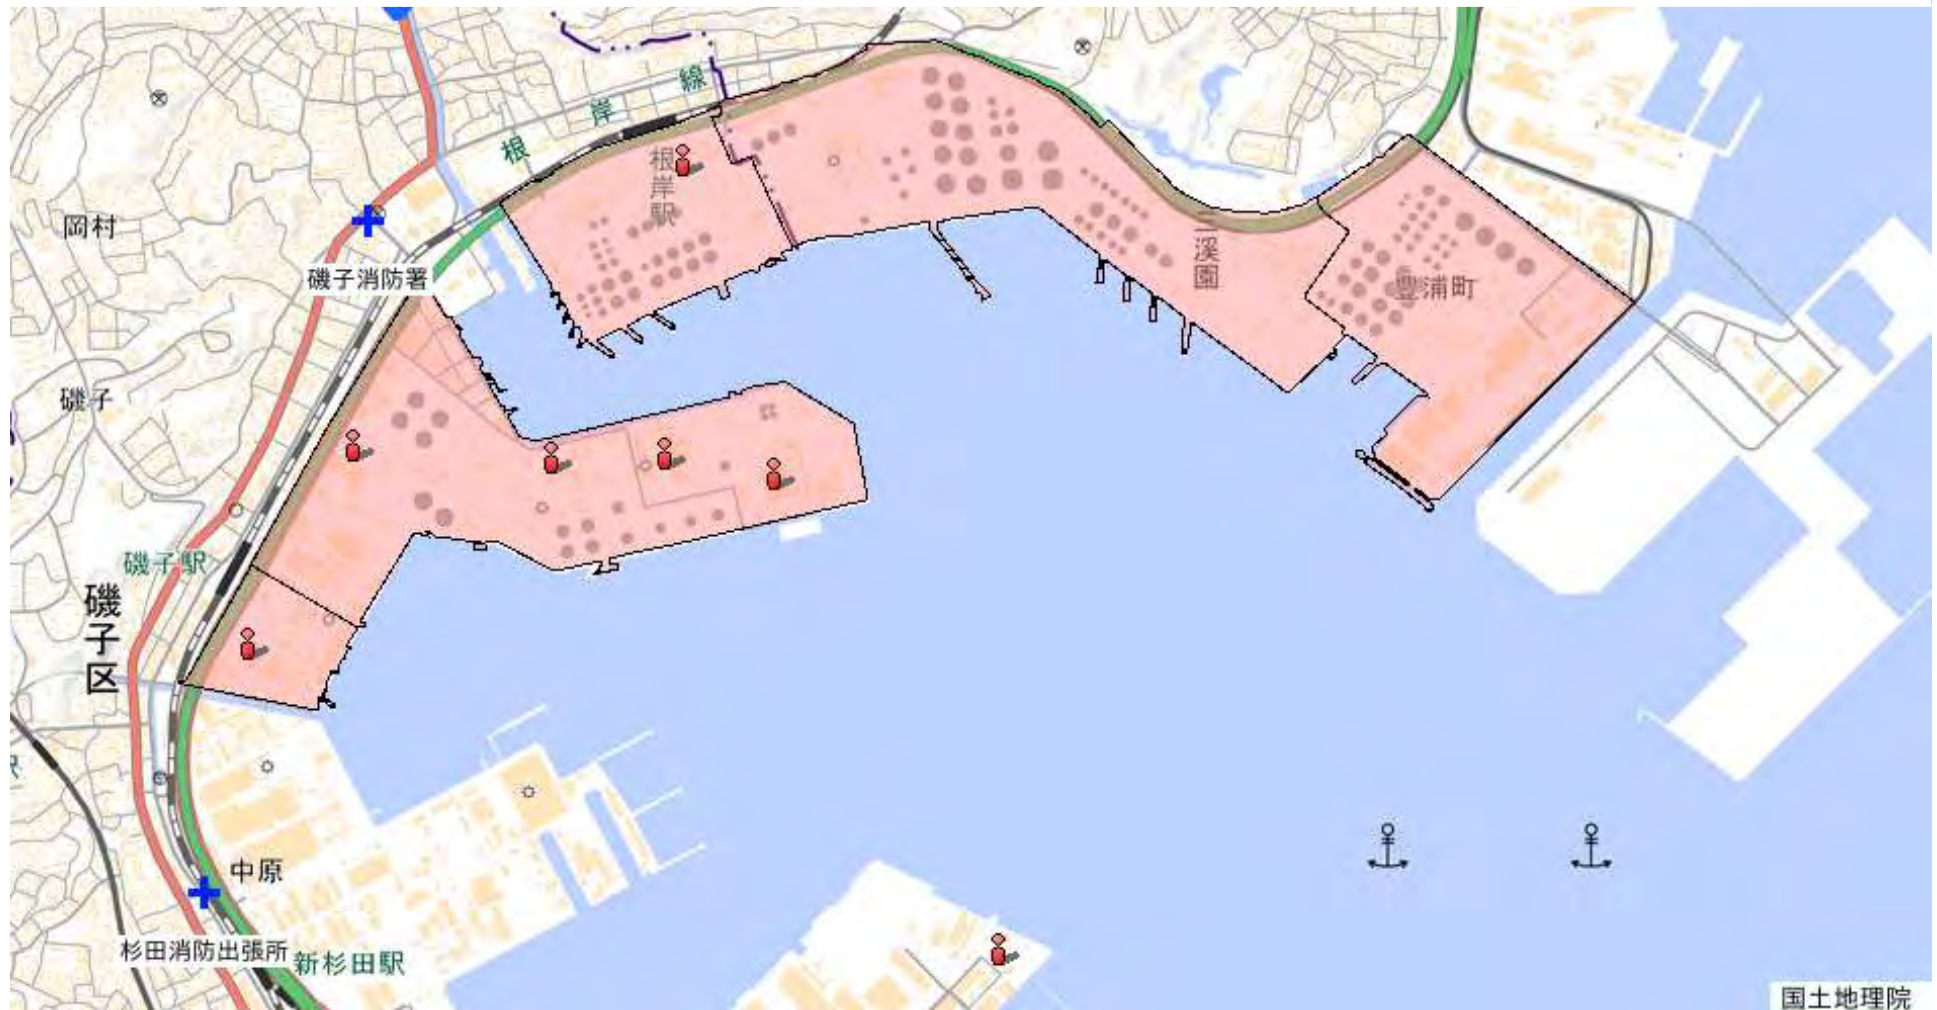 根岸線
岡村
根岸駅
磯子消防署
三溪園
豊浦町
磯子
磯子駅
磯子区
中原
杉田消防出張所
新杉田駅
国土地理院